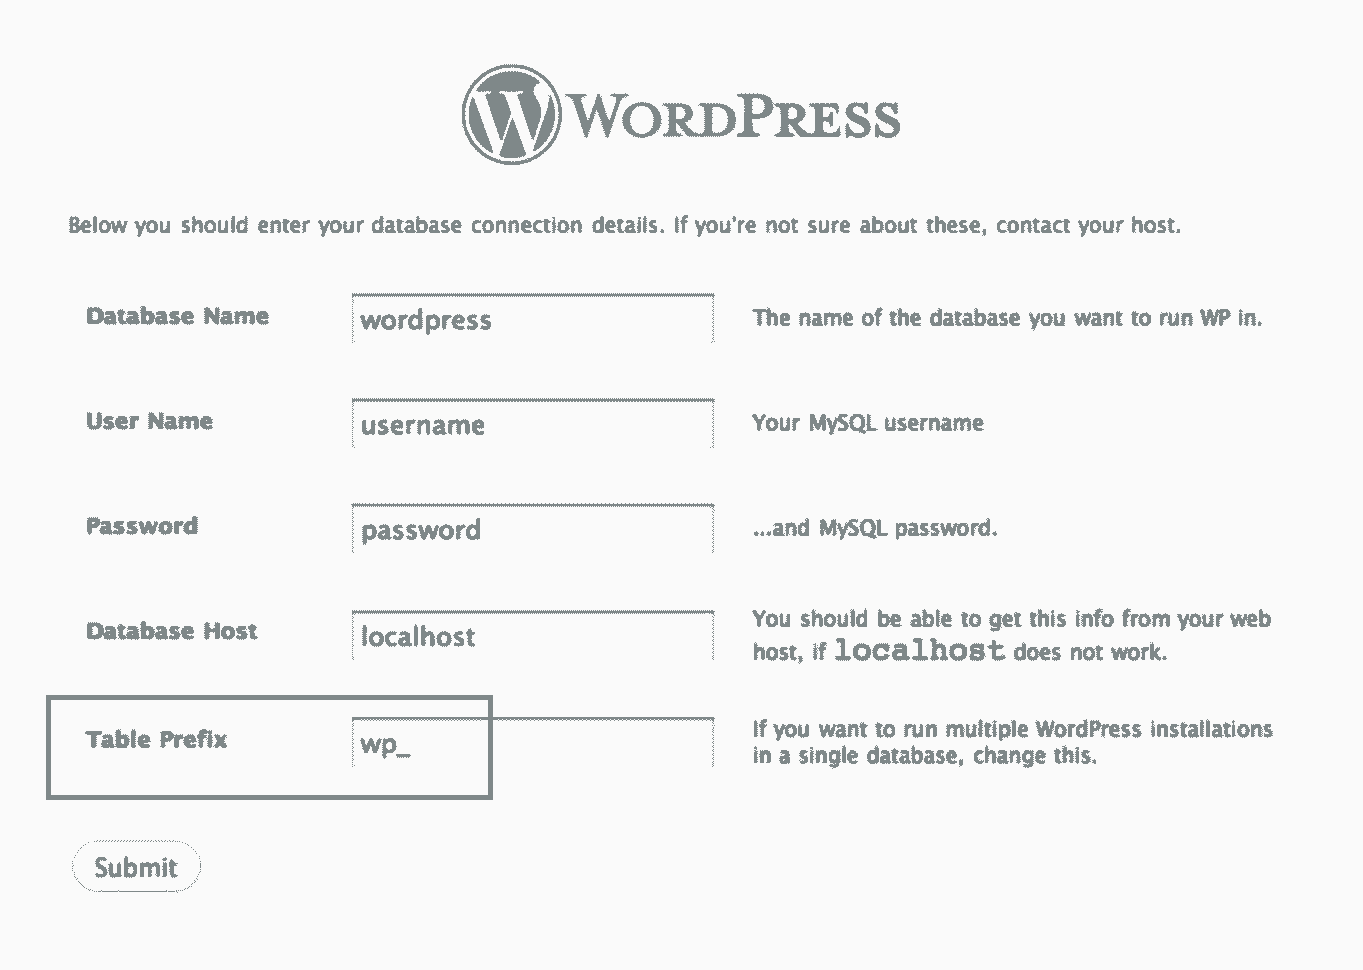 WORDPRESS
Below you should enter your database connection details. If you're not sure about these, contact your host.
Database Name wordpress The name of the database you want to run WP in.
User Name username Your MySQL username
Password password ...and MySQL password.
Database Host localhost You should be able to get this info from your web
host, if localhost does not work.
Table Prefix wp_ If you want to run multiple WordPress installations
in a single database, change this.
Submit